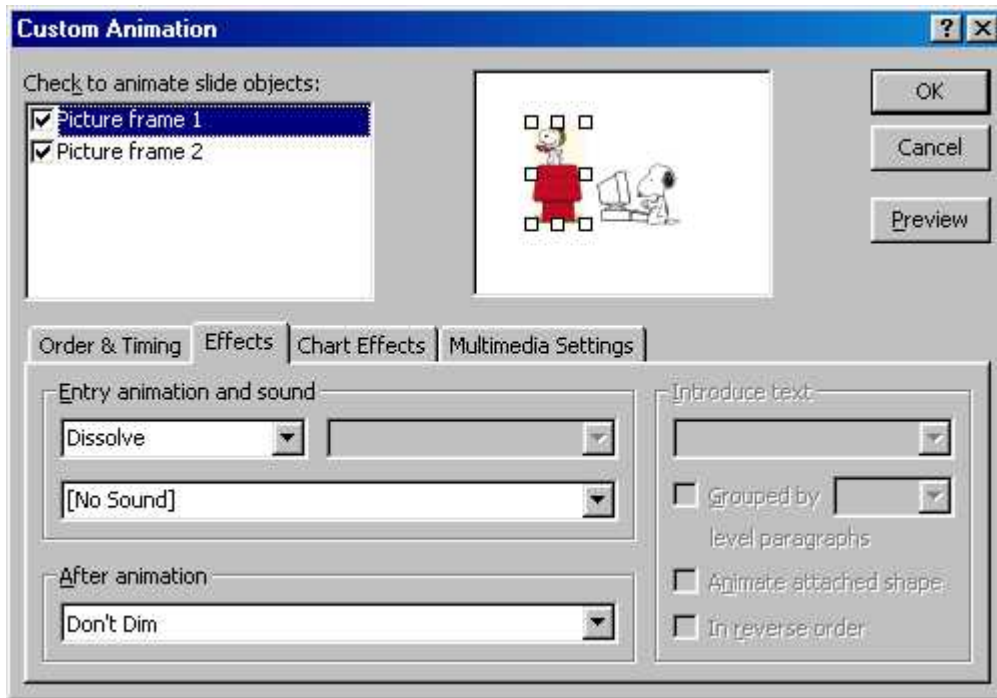 Custom Animation
Check to animate slide objects:
Picture frame 1
Picture frame 2
OK
Cancel
Preview
Order & Timing
Effects
Chart Effects
Multimedia Settings
Entry animation and sound
Dissolve
[No Sound]
After animation
Don't Dim
Introduce text
Grouped by
level paragraphs
Animate attached shape
In reverse order